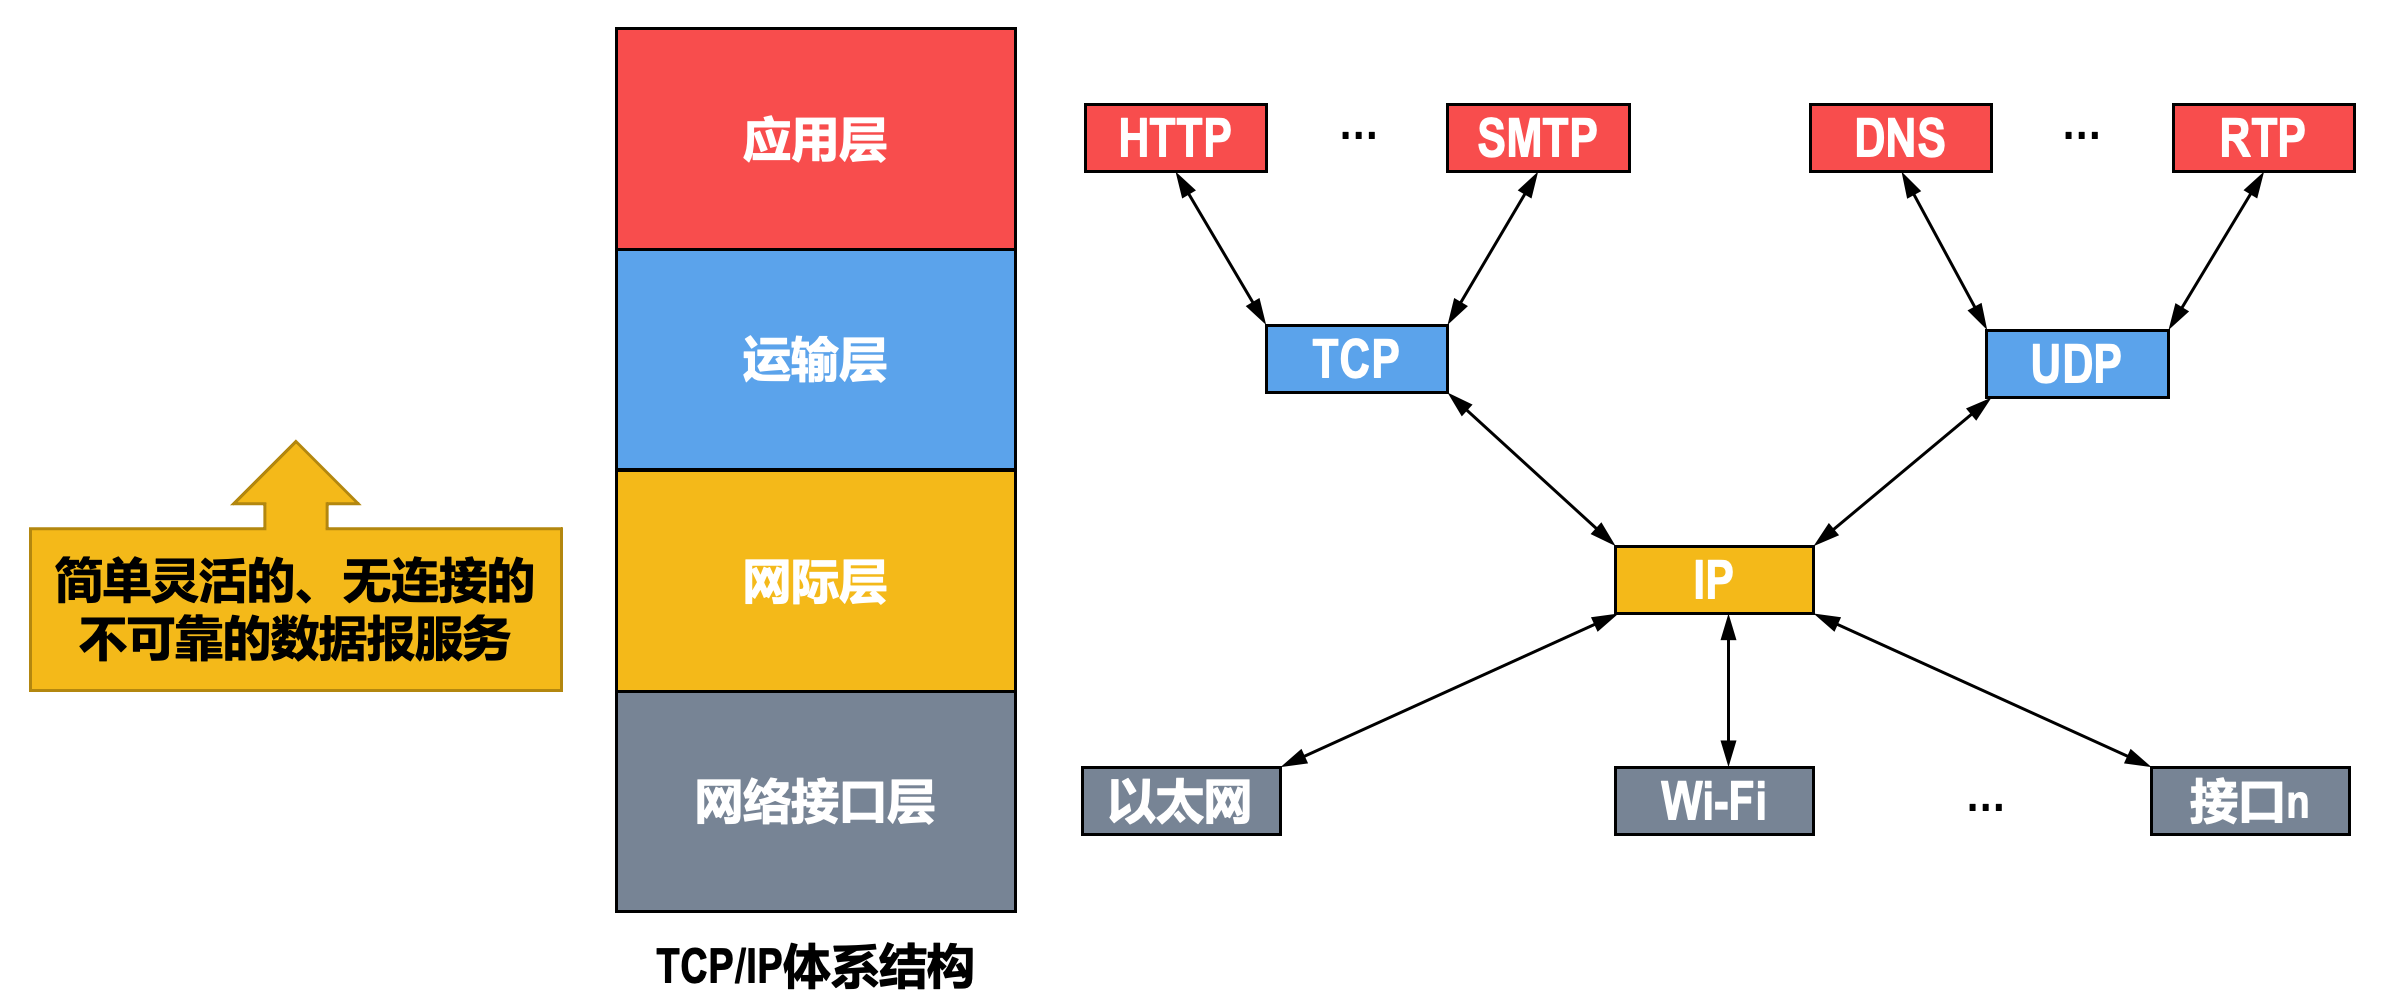 应用层
运输层
网际层
网络接口层
TCP/IP体系结构
简单灵活的、无连接的
不可靠的数据报服务
HTTP
...
SMTP
DNS
...
RTP
TCP
UDP
IP
以太网
Wi-Fi
...
接口n